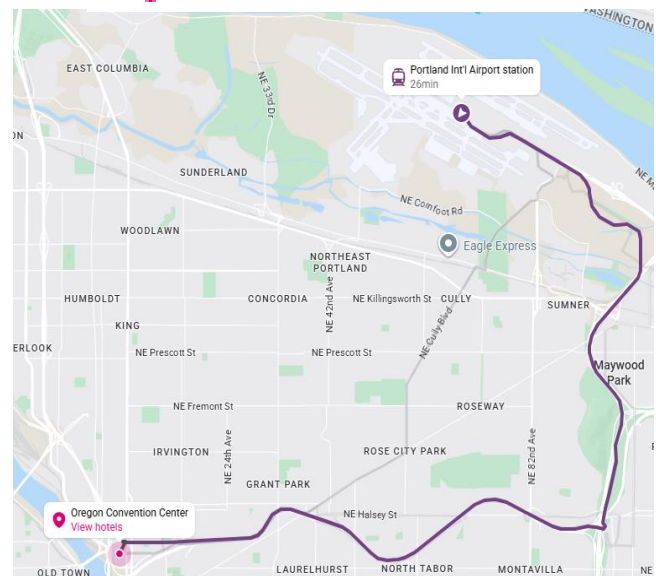 WASHINGTON
EAST COLUMBIA
NE 33rd Dr
Portland Int'l Airport station
26min
SUNDERLAND
NE Cornfoot Rd
WOODLAWN
Eagle Express
NORTHEAST
PORTLAND
HUMBOLDT
CONCORDIA
NE 42nd Ave
NE Killingsworth St
CULLY
SUMNER
KING
NE Cully Blvd
ERLOOK
NE Prescott St
NE Prescott St
Maywood
Park
NE Fremont St
ROSEWAY
NE 24th Ave
NE 82nd Ave
IRVINGTON
ROSE CITY PARK
GRANT PARK
Oregon Convention Center
View hotels
NE Halsey St
OLD TOWN
LAURELHURST
NORTH TABOR
MONTAVILLA
NE